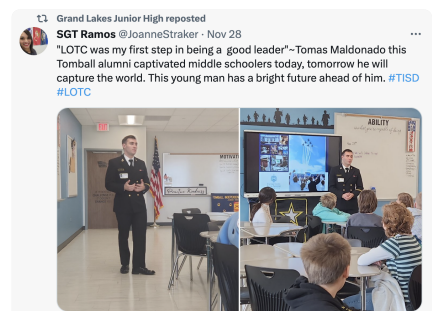 Grand Lakes Junior High reposted
SGT Ramos @JoanneStraker · Nov 28
"LOTC was my first step in being a good leader"~Tomas Maldonado this
Tomball alumni captivated middle schoolers today, tomorrow he will
capture the world. This young man has a bright future ahead of him. #TISD
#LOTC
EXIT
MOTIVAT
ABILITY